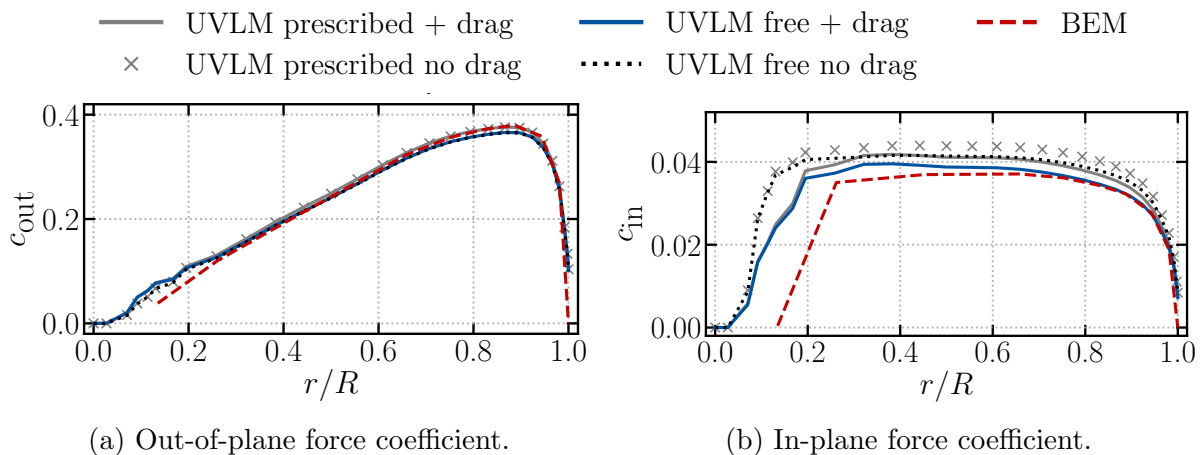 UVLM prescribed + drag
UVLM free + drag
BEM
UVLM prescribed no drag
UVLM free no drag
0.4
0.2
0.0
c_out
0.0 0.2 0.4 0.6 0.8 1.0
r/R
(a) Out-of-plane force coefficient.
0.04
0.02
0.00
c_in
0.0 0.2 0.4 0.6 0.8 1.0
r/R
(b) In-plane force coefficient.